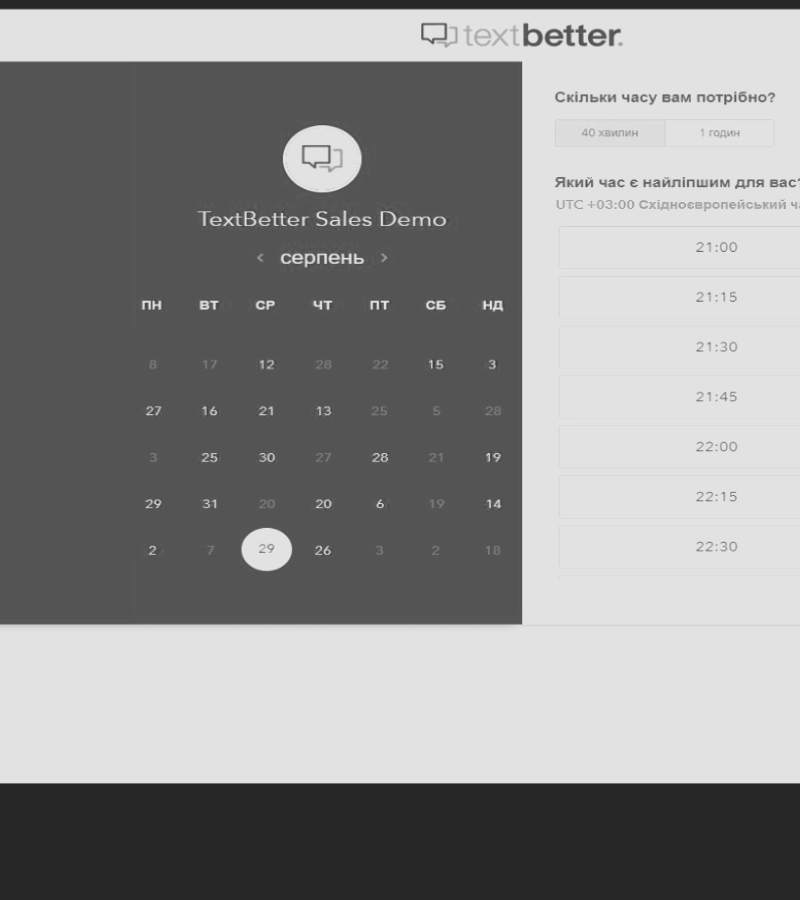 textbetter.
TextBetter Sales Demo
‹ серпень ›
ПН ВТ СР ЧТ ПТ СБ НД
8 17 12 28 22 15 3
27 16 21 13 25 5 28
3 25 30 27 28 21 19
29 31 20 20 6 19 14
2 7 29 26 3 2 18
Скільки часу вам потрібно?
40 хвилин 1 годин
Який час є найліпшим для вас?
UTC +03:00 Східноєвропейський
21:00
21:15
21:30
21:45
22:00
22:15
22:30